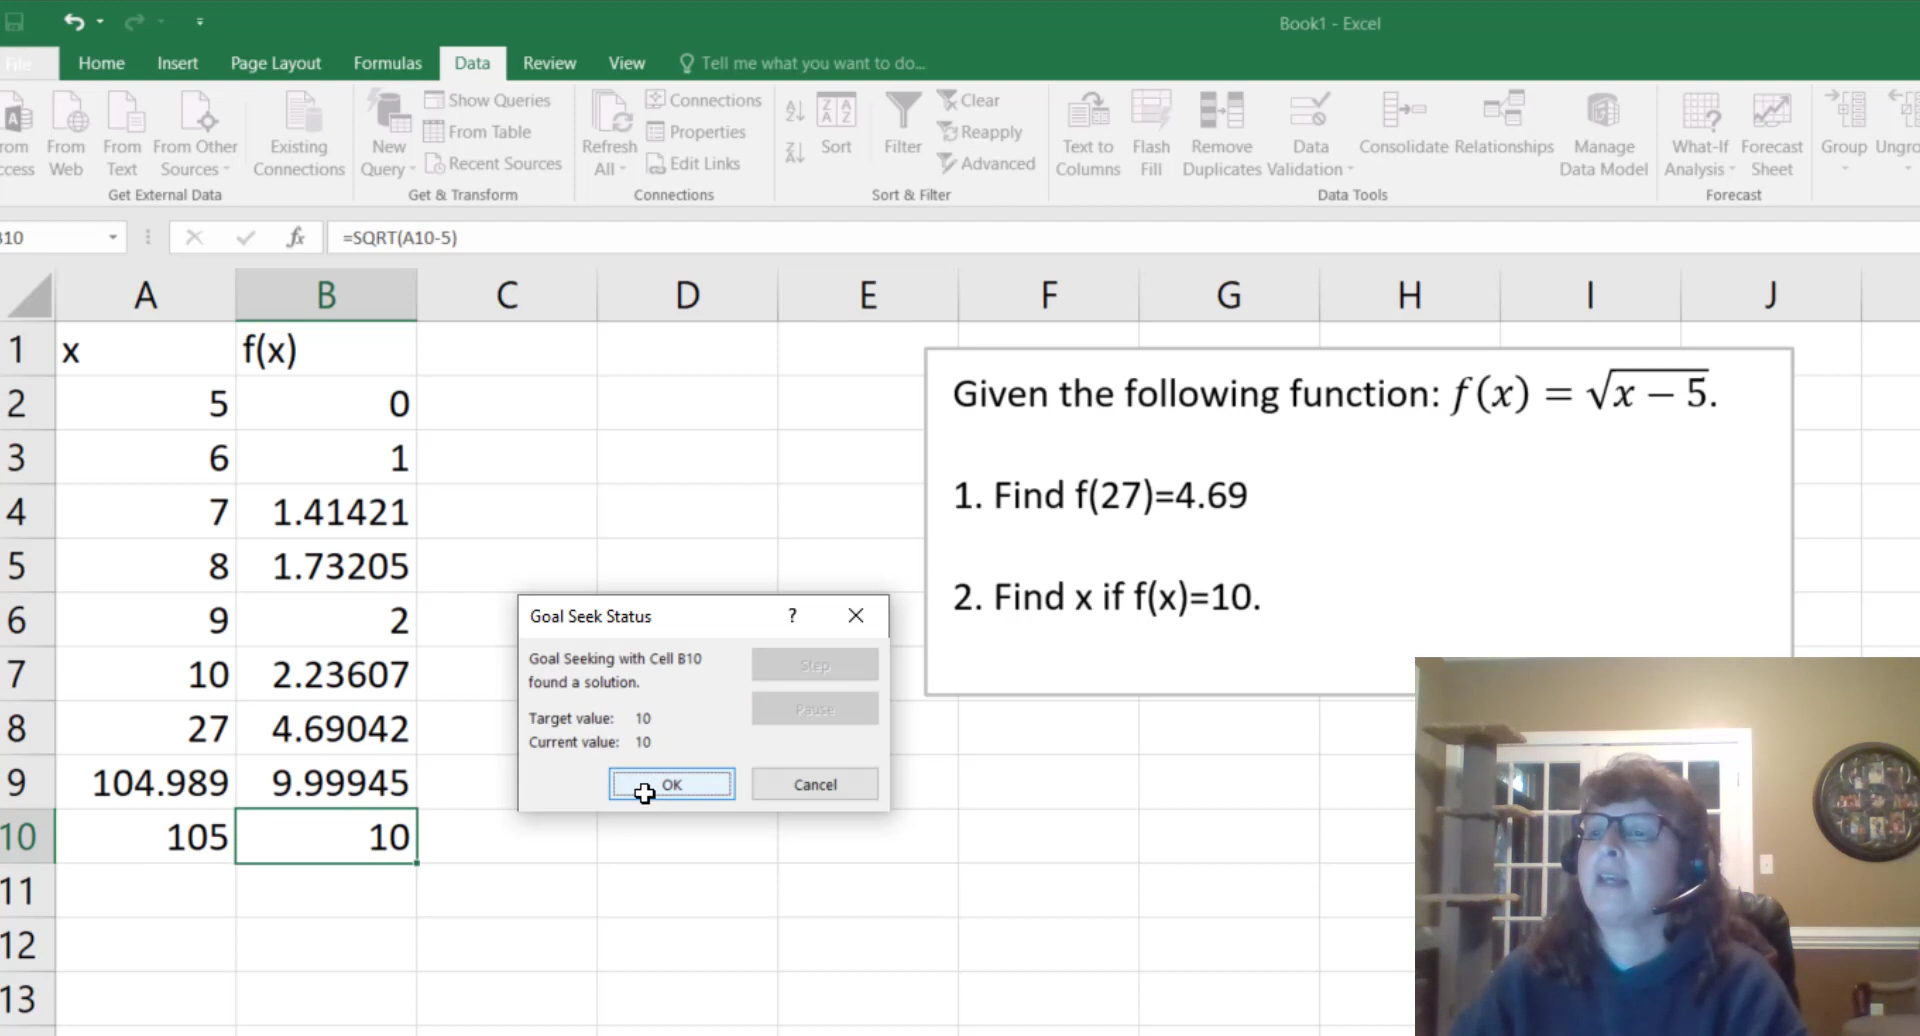 Book1 - Excel
File Home Insert Page Layout Formulas Data Review View Tell me what you want to do...
Show Queries
Connections
Clear
From Table
Properties
Reapply
Recent Sources
Edit Links
Advanced
From Web
From Text
From Other Sources
Existing Connections
New Query
Refresh All
Sort
Filter
Text to Columns
Flash Fill
Remove Duplicates
Data Validation
Consolidate
Relationships
Manage Data Model
What-If Analysis
Forecast Sheet
Group
Get External Data
Get & Transform
Connections
Sort & Filter
Data Tools
Forecast
fx =SQRT(A10-5)
A B C D E F G H I J
1 x f(x)
2 5 0
3 6 1
4 7 1.41421
5 8 1.73205
6 9 2
7 10 2.23607
8 27 4.69042
9 104.989 9.99945
10 105 10
11
12
13
Given the following function: f(x) = √x − 5.
1. Find f(27)=4.69
2. Find x if f(x)=10.
Goal Seek Status ?
Goal Seeking with Cell B10
found a solution.
Target value: 10
Current value: 10
Step
Pause
OK
Cancel